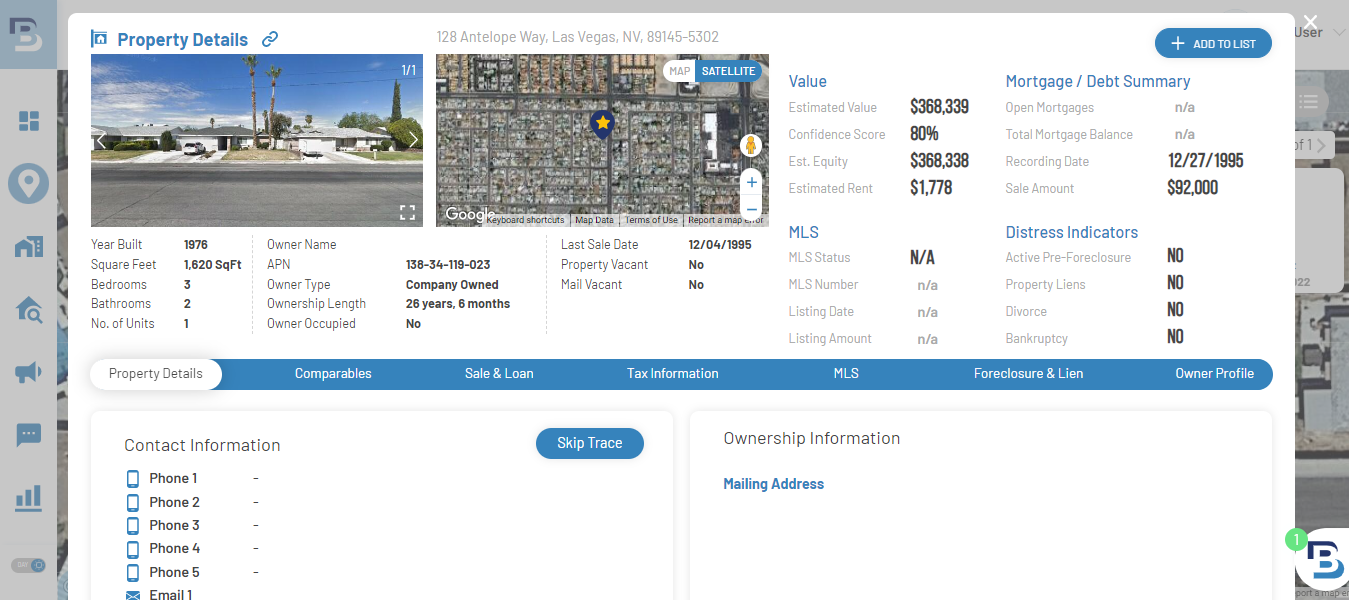 Property Details
128 Antelope Way, Las Vegas, NV, 89145-5302
User
ADD TO LIST
1/1
MAP SATELLITE
Google
Keyboard shortcuts Map Data Terms of Use Report a map error
Value
Estimated Value $368,339
Confidence Score 80%
Est. Equity $368,338
Estimated Rent $1,778
Mortgage / Debt Summary
Open Mortgages n/a
Total Mortgage Balance n/a
Recording Date 12/27/1995
Sale Amount $92,000
of 1
Year Built 1976
Square Feet 1,620 SqFt
Bedrooms 3
Bathrooms 2
No. of Units 1
Owner Name
APN 138-34-119-023
Owner Type Company Owned
Ownership Length 26 years, 6 months
Owner Occupied No
Last Sale Date 12/04/1995
Property Vacant No
Mail Vacant No
MLS
MLS Status N/A
MLS Number n/a
Listing Date n/a
Listing Amount n/a
Distress Indicators
Active Pre-Foreclosure NO
Property Liens NO
Divorce NO
Bankruptcy NO
022
Property Details Comparables Sale & Loan Tax Information MLS Foreclosure & Lien Owner Profile
Contact Information
Skip Trace
Phone 1 -
Phone 2 -
Phone 3 -
Phone 4 -
Phone 5 -
Email 1
Ownership Information
Mailing Address
DAY
1
B